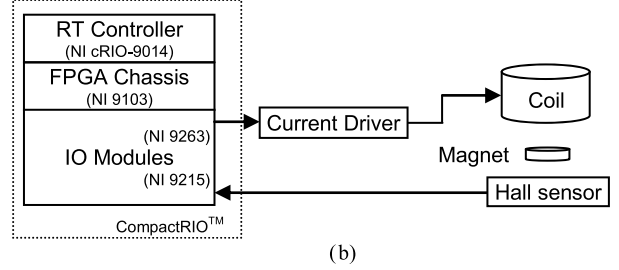 RT Controller
(NI cRIO-9014)
FPGA Chassis
(NI 9103)
(NI 9263)
IO Modules
(NI 9215)
CompactRIO™
Current Driver
Coil
Magnet
Hall sensor
(b)